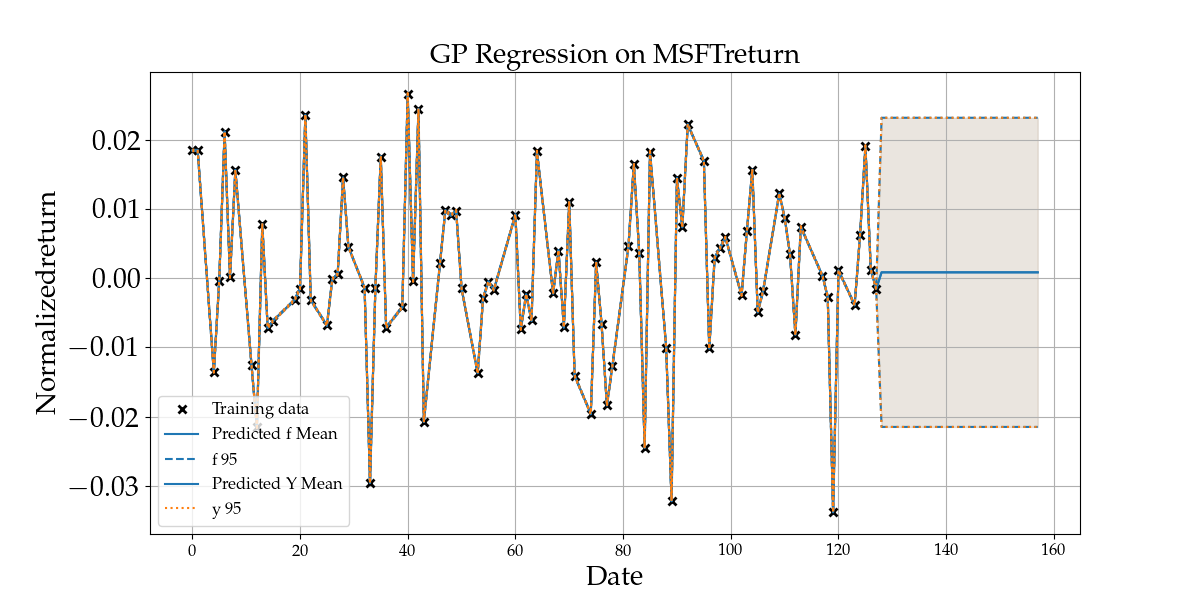 GP Regression on MSFTreturn
Normalizedreturn
0.02
0.01
0.00
−0.01
−0.02
−0.03
Training data
Predicted f Mean
f 95
Predicted Y Mean
y 95
0 20 40 60 80 100 120 140 160
Date